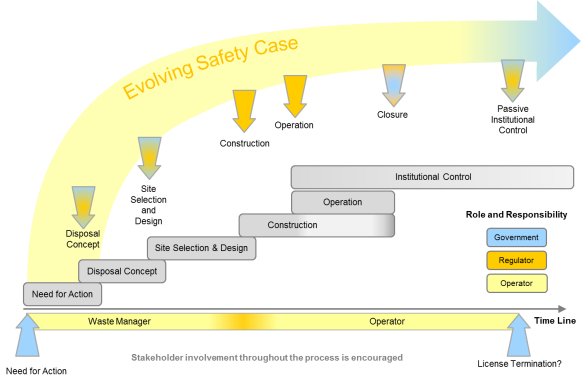 Evolving Safety Case
Operation
Closure
Passive
Institutional
Control
Construction
Site
Selection
and
Design
Disposal
Concept
Institutional Control
Operation
Construction
Site Selection & Design
Disposal Concept
Need for Action
Role and Responsibility
Government
Regulator
Operator
Waste Manager
Operator
Time Line
Stakeholder involvement throughout the process is encouraged
Need for Action
License Termination?